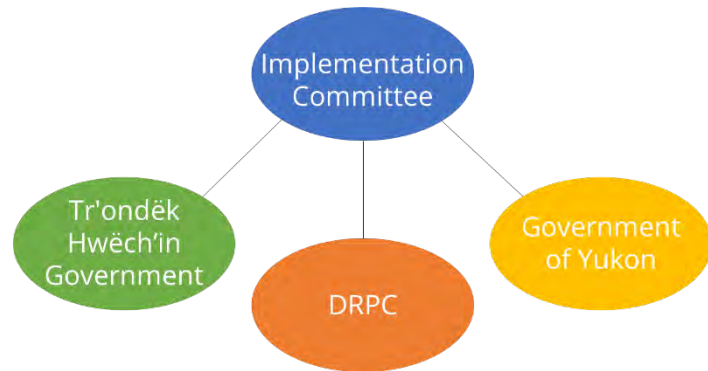 Implementation
Committee
Tr'ondëk
Hwëch’in
Government
DRPC
Government
of Yukon